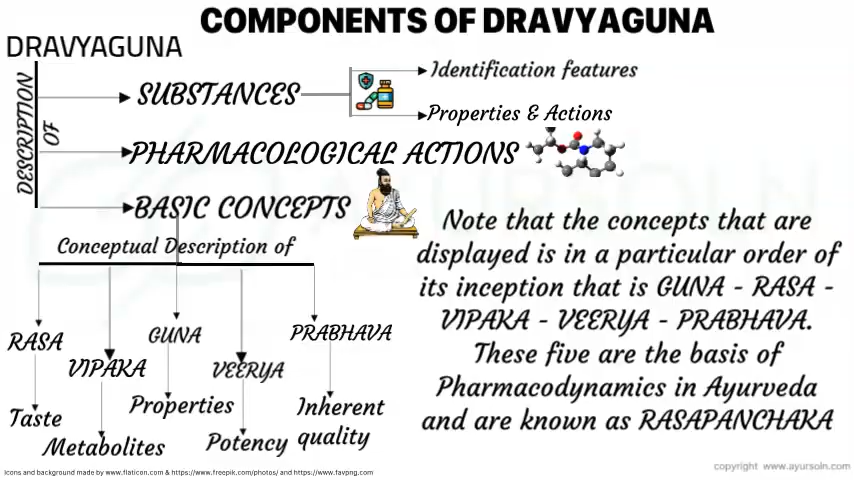 COMPONENTS OF DRAVYAGUNA
DRAVYAGUNA
DESCRIPTION
OF
SUBSTANCES
Identification features
Properties & Actions
PHARMACOLOGICAL ACTIONS
BASIC CONCEPTS
Conceptual Description of
RASA
VIPAKA
GUNA
VEERYA
PRABHAVA
Taste
Metabolites
Properties
Potency
Inherent
quality
Note that the concepts that are
displayed is in a particular order of
its inception that is GUNA - RASA -
VIPAKA - VEERYA - PRABHAVA.
These five are the basis of
Pharmacodynamics in Ayurveda
and are known as RASAPANCHAKA
copyright www.ayursoln.com
Icons and background made by www.flaticon.com & https://www.freepik.com/photos/ and https://www.favpng.com
AYURSOLN